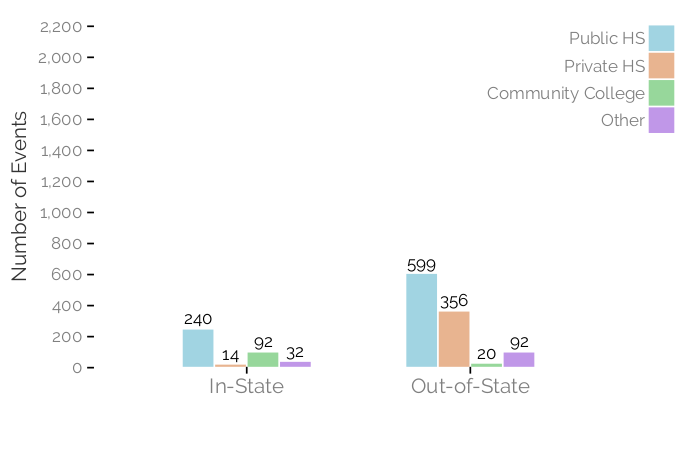 2,200
2,000
1,800
1,600
1,400
1,200
1,000
800
600
400
200
0
Number of Events
Public HS
Private HS
Community College
Other
240
14
92
32
599
356
20
92
In-State
Out-of-State